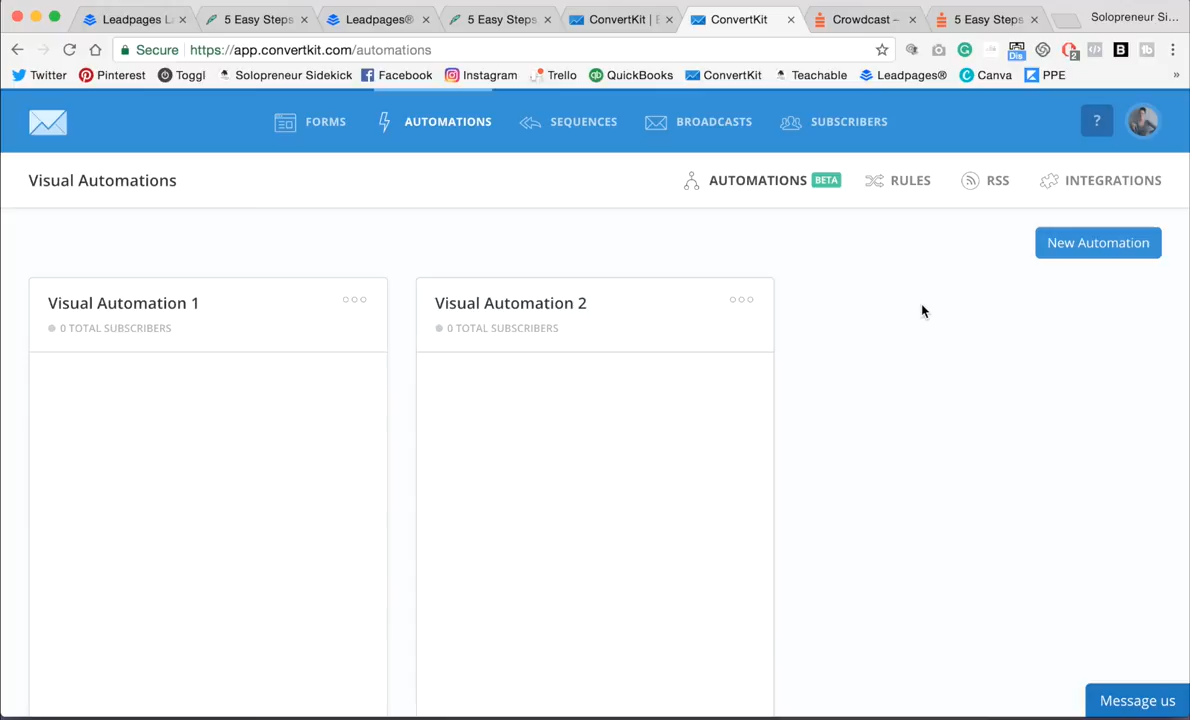 Leadpages L
5 Easy Steps
Leadpages®
5 Easy Steps
ConvertKit | E
ConvertKit
Crowdcast –
5 Easy Steps
Solopreneur Si...
Secure
https://app.convertkit.com/automations
Dis
2
B
Twitter
Pinterest
Toggl
Solopreneur Sidekick
Facebook
Instagram
Trello
QuickBooks
ConvertKit
Teachable
Leadpages®
Canva
PPE
»
FORMS
AUTOMATIONS
SEQUENCES
BROADCASTS
SUBSCRIBERS
?
Visual Automations
AUTOMATIONS BETA
RULES
RSS
INTEGRATIONS
New Automation
Visual Automation 1
0 TOTAL SUBSCRIBERS
Visual Automation 2
0 TOTAL SUBSCRIBERS
Message us